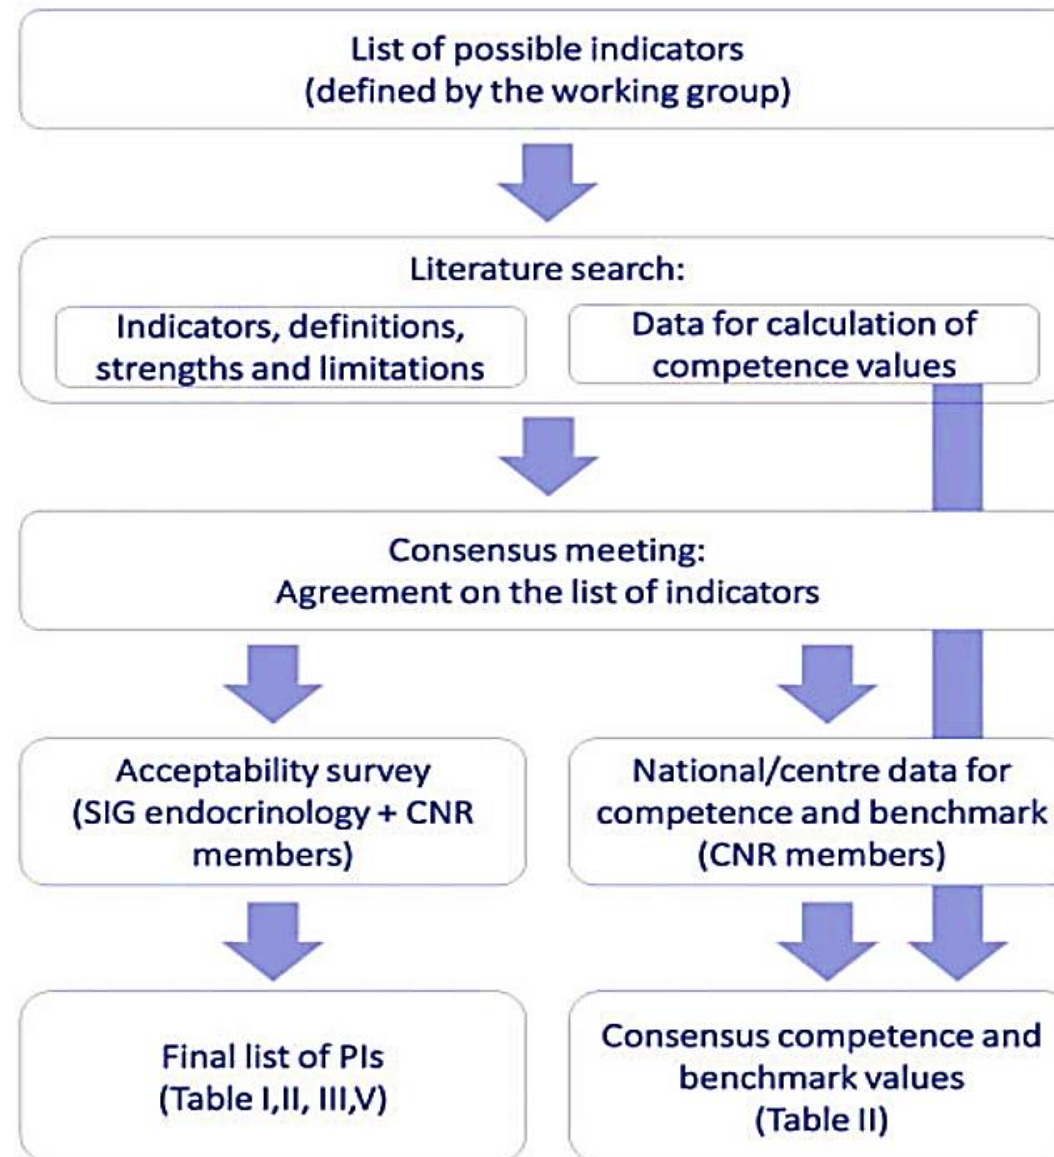 List of possible indicators
(defined by the working group)
Literature search:
Indicators, definitions,
strengths and limitations
Data for calculation of
competence values
Consensus meeting:
Agreement on the list of indicators
Acceptability survey
(SIG endocrinology + CNR
members)
National/centre data for
competence and benchmark
(CNR members)
Final list of PIs
(Table I,II, III,V)
Consensus competence and
benchmark values
(Table II)